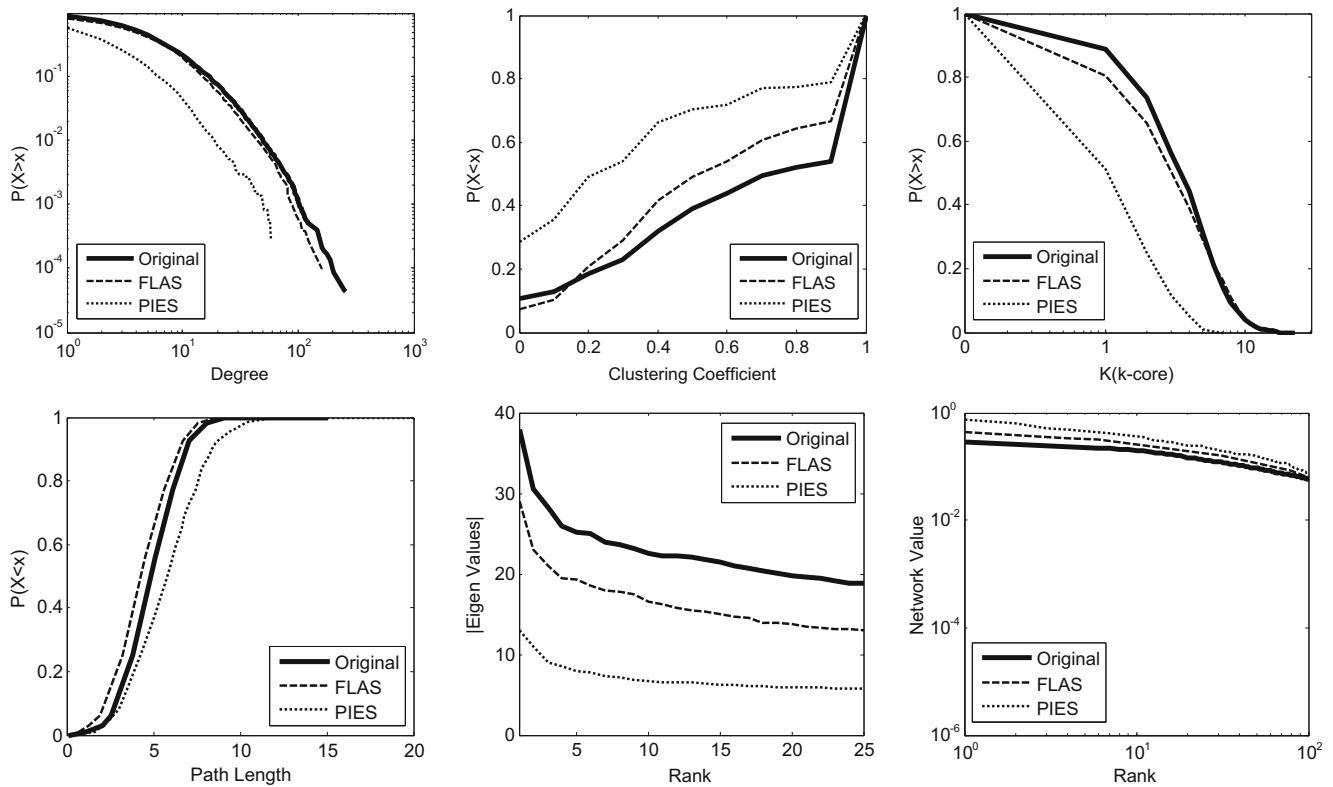 P(X>x)
10^-1
10^-2
10^-3
10^-4
10^-5
Original
FLAS
PIES
10^0 10^1 10^2 10^3
Degree
P(X<x)
1
0.8
0.6
0.4
0.2
0
Original
FLAS
PIES
0 0.2 0.4 0.6 0.8 1
Clustering Coefficient
P(X>x)
1
0.8
0.6
0.4
0.2
0
Original
FLAS
PIES
0 1 10
K(k-core)
P(X<x)
1
0.8
0.6
0.4
0.2
0
Original
FLAS
PIES
0 5 10 15 20
Path Length
|Eigen Values|
40
30
20
10
0
Original
FLAS
PIES
5 10 15 20 25
Rank
Network Value
10^0
10^-2
10^-4
10^-6
Original
FLAS
PIES
10^0 10^1 10^2
Rank